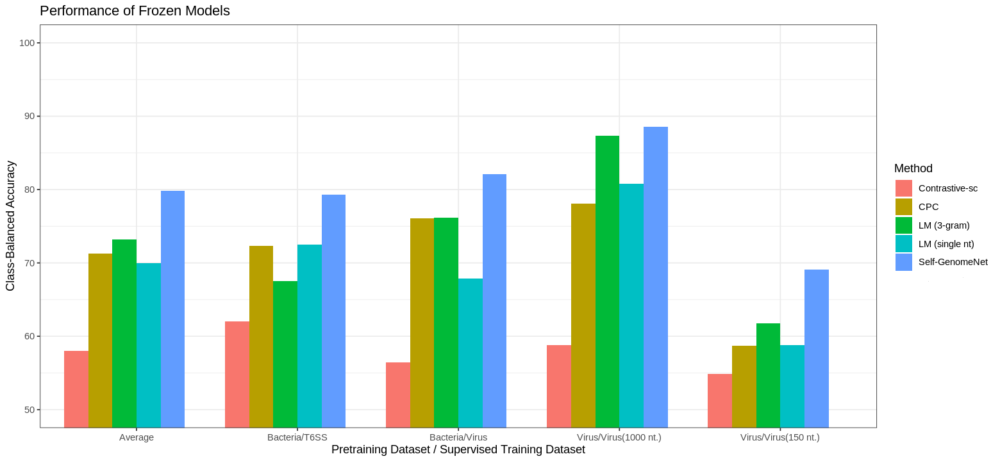 Performance of Frozen Models
100
90
80
70
60
50
Class-Balanced Accuracy
Average
Bacteria/T6SS
Bacteria/Virus
Virus/Virus(1000 nt.)
Virus/Virus(150 nt.)
Pretraining Dataset / Supervised Training Dataset
Method
Contrastive-sc
CPC
LM (3-gram)
LM (single nt)
Self-GenomeNet